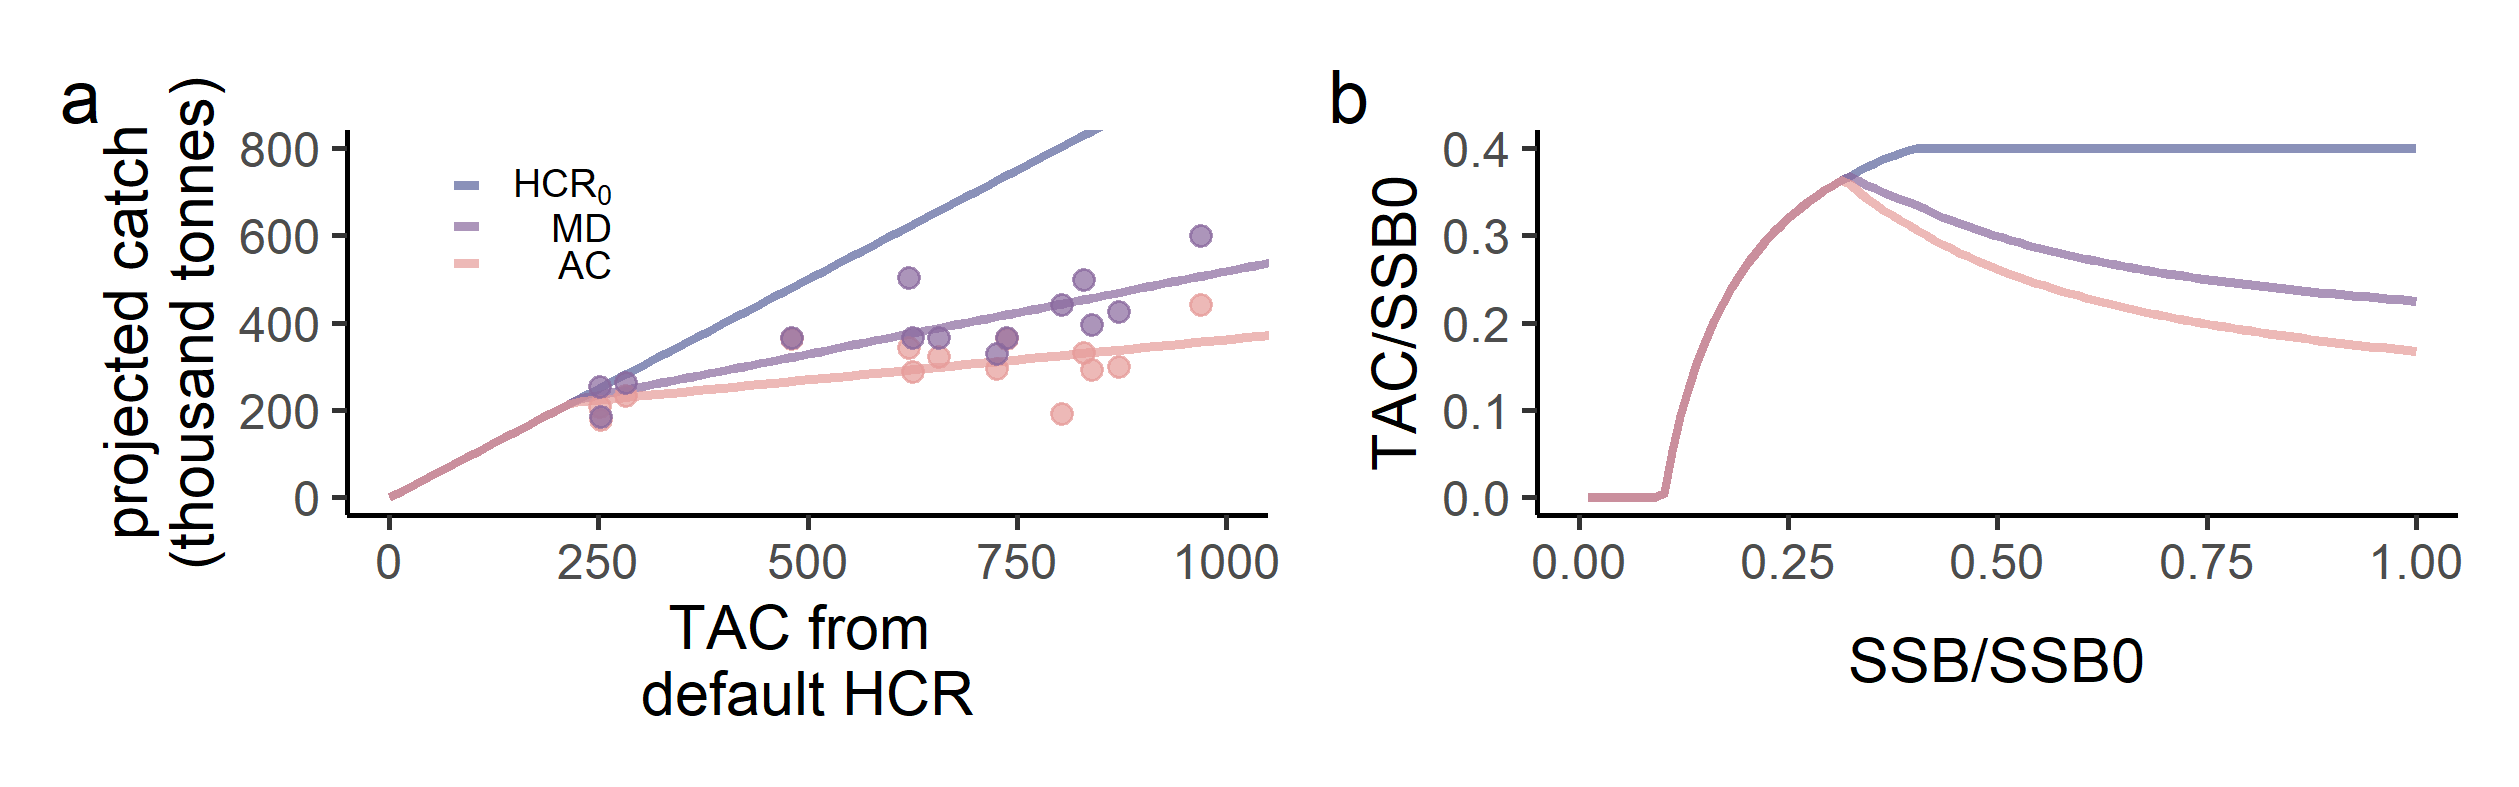 a
projected catch
(thousand tonnes)
800
600
400
200
0
HCR₀
MD
AC
0 250 500 750 1000
TAC from
default HCR
b
TAC/SSB0
0.4
0.3
0.2
0.1
0.0
0.00 0.25 0.50 0.75 1.00
SSB/SSB0